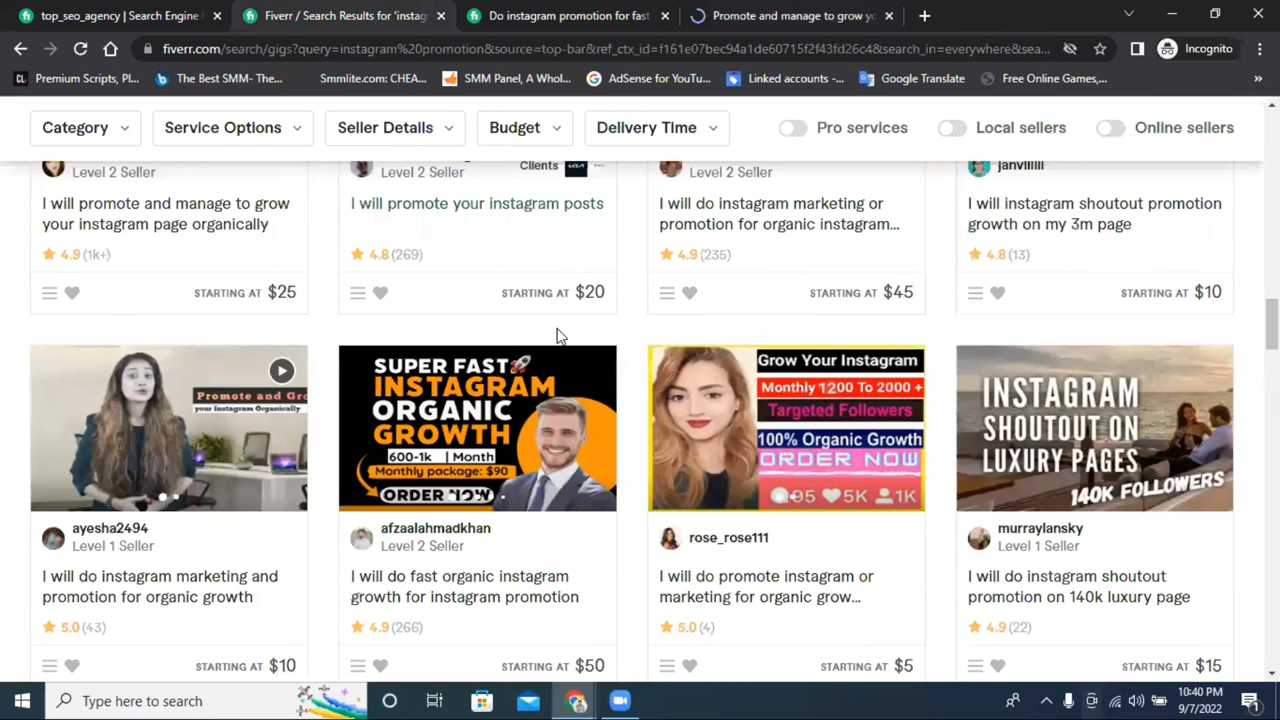 top_seo_agency | Search Engine
Fiverr / Search Results for 'instag
Do instagram promotion for fast
Promote and manage to grow yo
fiverr.com/search/gigs?query=instagram%20promotion&source=top-bar&ref_ctx_id=f161e07bec94a1de60715f2f43fd26c4&search_in=everywhere&sea...
Incognito
Premium Scripts, Pl...
The Best SMM- The...
Smmlite.com: CHEA...
SMM Panel, A Whol...
AdSense for YouTu...
Linked accounts -...
Google Translate
Free Online Games,...
Category
Service Options
Seller Details
Budget
Delivery Time
Pro services
Local sellers
Online sellers
Level 2 Seller
Level 2 Seller
Clients
Level 2 Seller
I will promote and manage to grow
your instagram page organically
4.9 (1k+)
STARTING AT $25
I will promote your instagram posts
4.8 (269)
STARTING AT $20
I will do instagram marketing or
promotion for organic instagram...
4.9 (235)
STARTING AT $45
I will instagram shoutout promotion
growth on my 3m page
4.8 (13)
STARTING AT $10
Promote and Gro
your Instagram Organically
ayesha2494
Level 1 Seller
I will do instagram marketing and
promotion for organic growth
5.0 (43)
STARTING AT $10
SUPER FAST
INSTAGRAM
ORGANIC
GROWTH
600-1k | Month
Monthly package: $90
ORDER NOW
afzaalahmadkhan
Level 2 Seller
I will do fast organic instagram
growth for instagram promotion
4.9 (266)
STARTING AT $50
Grow Your Instagram
Monthly 1200 To 2000 +
Targeted Followers
100% Organic Growth
ORDER NOW
95 5K 1K
rose_rose111
I will do promote instagram or
marketing for organic grow...
5.0 (4)
STARTING AT $5
INSTAGRAM
SHOUTOUT ON
LUXURY PAGES
140K FOLLOWERS
murraylansky
Level 1 Seller
I will do instagram shoutout
promotion on 140k luxury page
4.9 (22)
STARTING AT $15
Type here to search
10:40 PM
9/7/2022